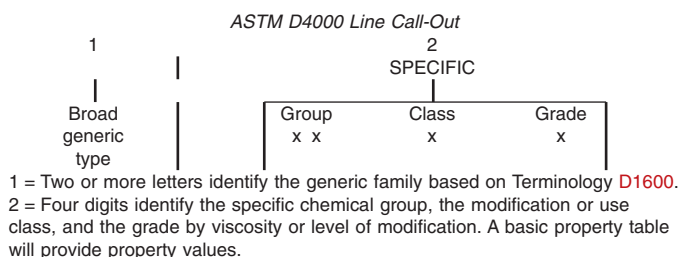 ASTM D4000 Line Call-Out
1 2
SPECIFIC
Broad Group Class Grade
generic x x x x
type
1 = Two or more letters identify the generic family based on Terminology D1600.
2 = Four digits identify the specific chemical group, the modification or use
class, and the grade by viscosity or level of modification. A basic property table
will provide property values.